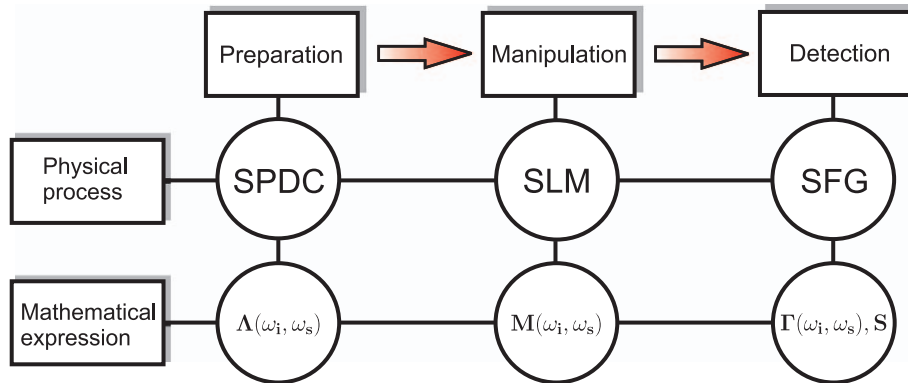 Preparation
Manipulation
Detection
Physical
process
SPDC
SLM
SFG
Mathematical
expression
Λ(ωi, ωs)
M(ωi, ωs)
Γ(ωi, ωs), S